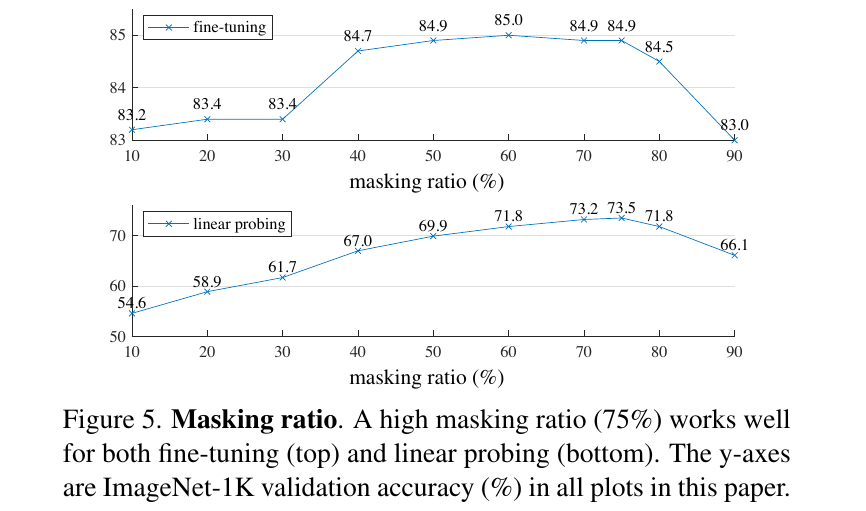 fine-tuning
85
84
83
83.2
83.4
83.4
84.7
84.9
85.0
84.9
84.9
84.5
83.0
10 20 30 40 50 60 70 80 90
masking ratio (%)
linear probing
70
60
50
54.6
58.9
61.7
67.0
69.9
71.8
73.2
73.5
71.8
66.1
10 20 30 40 50 60 70 80 90
masking ratio (%)
Figure 5. Masking ratio. A high masking ratio (75%) works well
for both fine-tuning (top) and linear probing (bottom). The y-axes
are ImageNet-1K validation accuracy (%) in all plots in this paper.